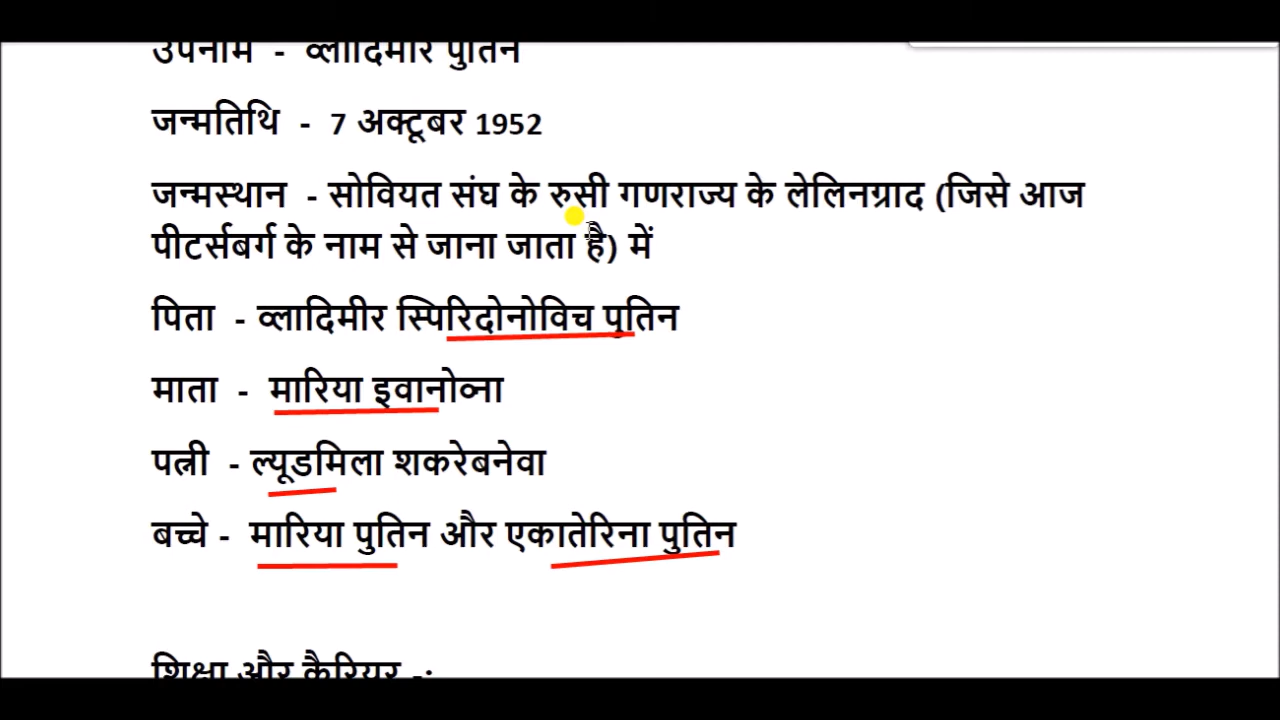 उपनाम - व्लादिमीर पुतिन
जन्मतिथि - 7 अक्टूबर 1952
जन्मस्थान - सोवियत संघ के रुसी गणराज्य के लेलिनग्राद (जिसे आज
पीटर्सबर्ग के नाम से जाना जाता है) में
पिता - व्लादिमीर स्पिरिदोनोविच पुतिन
माता - मारिया इवानोव्ना
पत्नी - ल्यूडमिला शकरेबनेवा
बच्चे - मारिया पुतिन और एकातेरिना पुतिन
शिक्षा और कैरियर -: